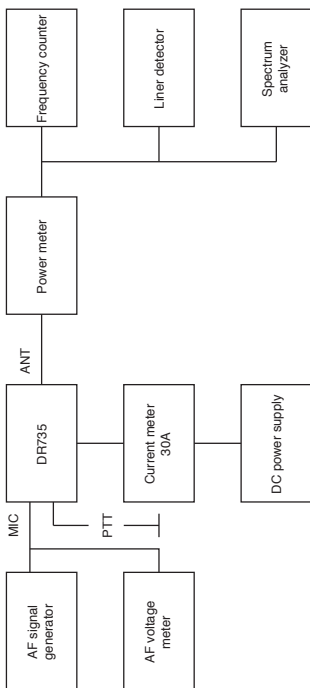 AF signal
generator
AF voltage
meter
MIC
PTT
DR735
Current meter
30A
DC power supply
ANT
Power meter
Frequency counter
Liner detector
Spectrum
analyzer